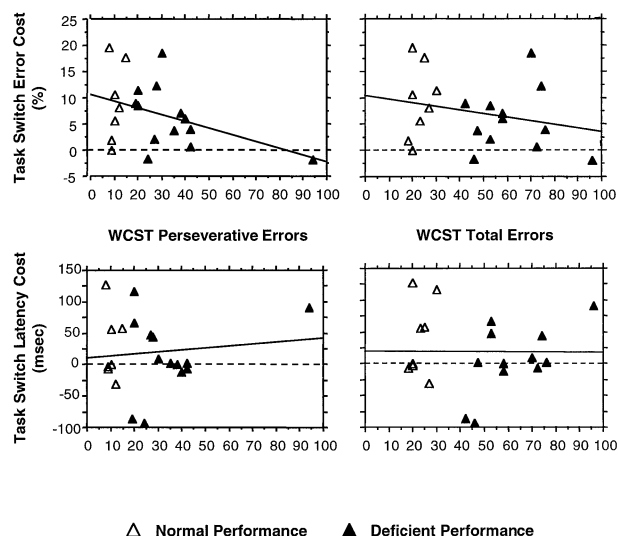 Task Switch Error Cost
(%)
25
20
15
10
5
0
-5
0 10 20 30 40 50 60 70 80 90 100
0 10 20 30 40 50 60 70 80 90 100
WCST Perseverative Errors
WCST Total Errors
Task Switch Latency Cost
(msec)
150
100
50
0
-50
-100
0 10 20 30 40 50 60 70 80 90 100
0 10 20 30 40 50 60 70 80 90 100
Normal Performance
Deficient Performance